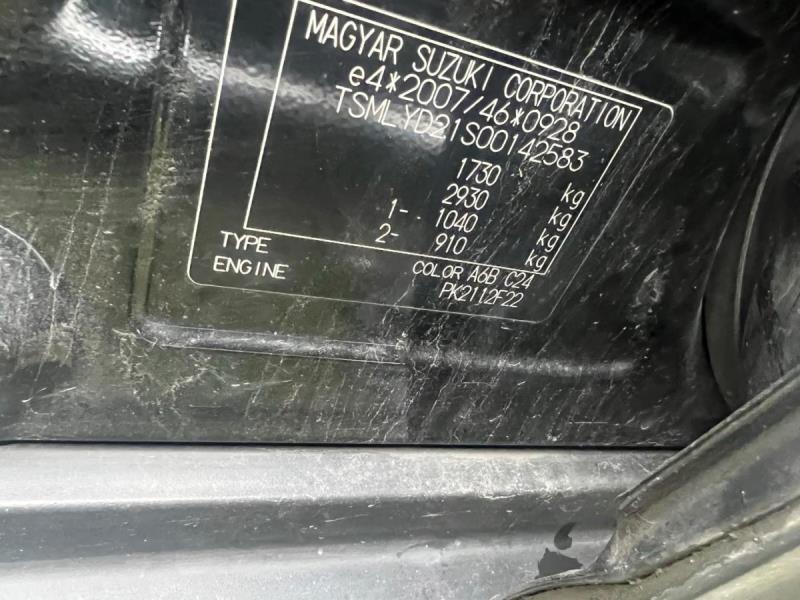 MAGYAR SUZUKI CORPORATION
e4*2007/46*0928
TSMLYD21S00142583
1730 kg
2930 kg
1- 1040 kg
2- 910 kg
TYPE COLOR A6B C24
ENGINE PK2112F22